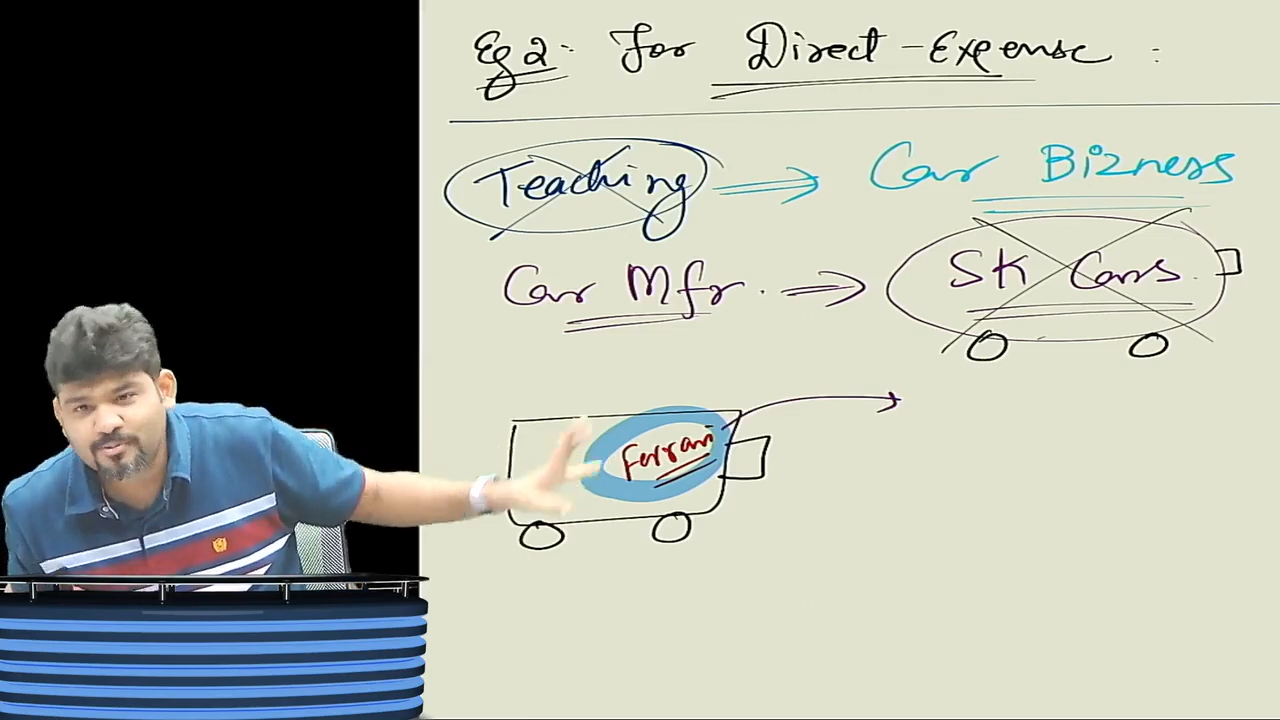 Eg 2: For Direct-Expense:
Teaching ⇒ Car Bizness
Car Mfr. ⇒ SK Cars.
Ferrari